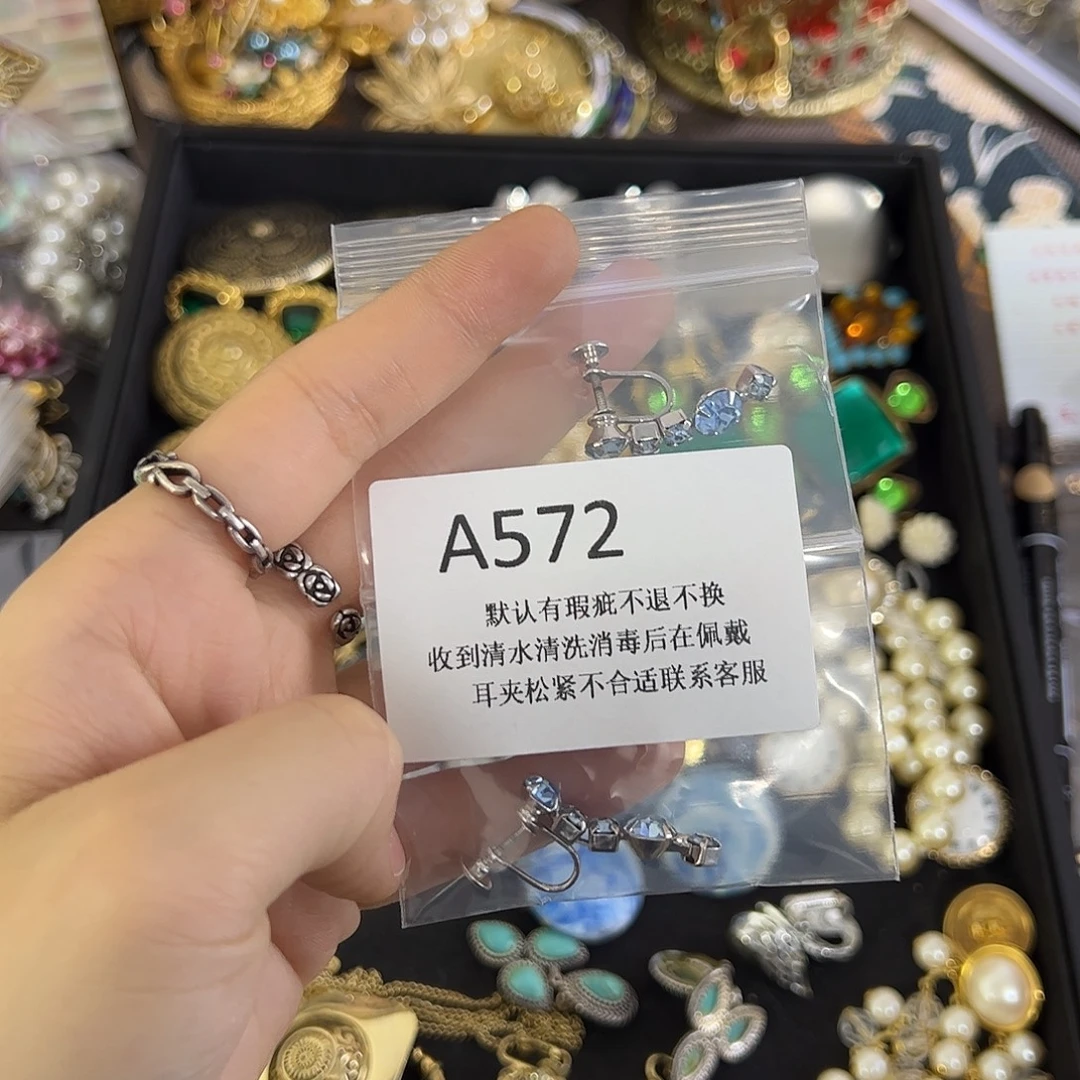 A572
默认有瑕疵不退不换
收到清水清洗消毒后在佩戴
耳夹松紧不合适联系客服